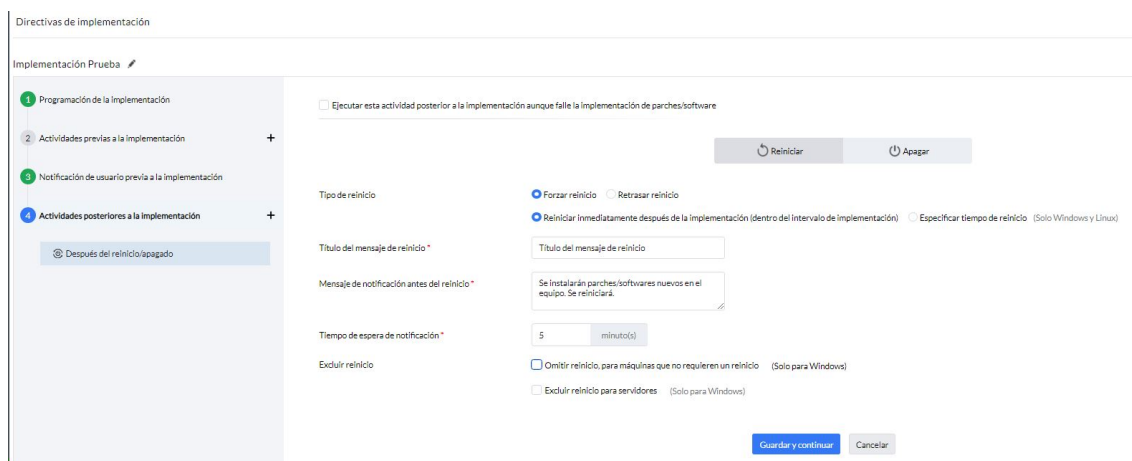 Directivas de implementación
Implementación Prueba
1 Programación de la implementación
2 Actividades previas a la implementación +
3 Notificación de usuario previa a la implementación
4 Actividades posteriores a la implementación +
Después del reinicio/apagado
Ejecutar esta actividad posterior a la implementación aunque falle la implementación de parches/software
Reiniciar Apagar
Tipo de reinicio Forzar reinicio Retrasar reinicio
Reiniciar inmediatamente después de la implementación (dentro del intervalo de implementación) Especificar tiempo de reinicio (Solo Windows y Linux)
Título del mensaje de reinicio * Título del mensaje de reinicio
Mensaje de notificación antes del reinicio * Se instalarán parches/softwares nuevos en el
equipo. Se reiniciará.
Tiempo de espera de notificación * 5 minuto(s)
Excluir reinicio Omitir reinicio, para máquinas que no requieren un reinicio (Solo para Windows)
Excluir reinicio para servidores (Solo para Windows)
Guardar y continuar Cancelar